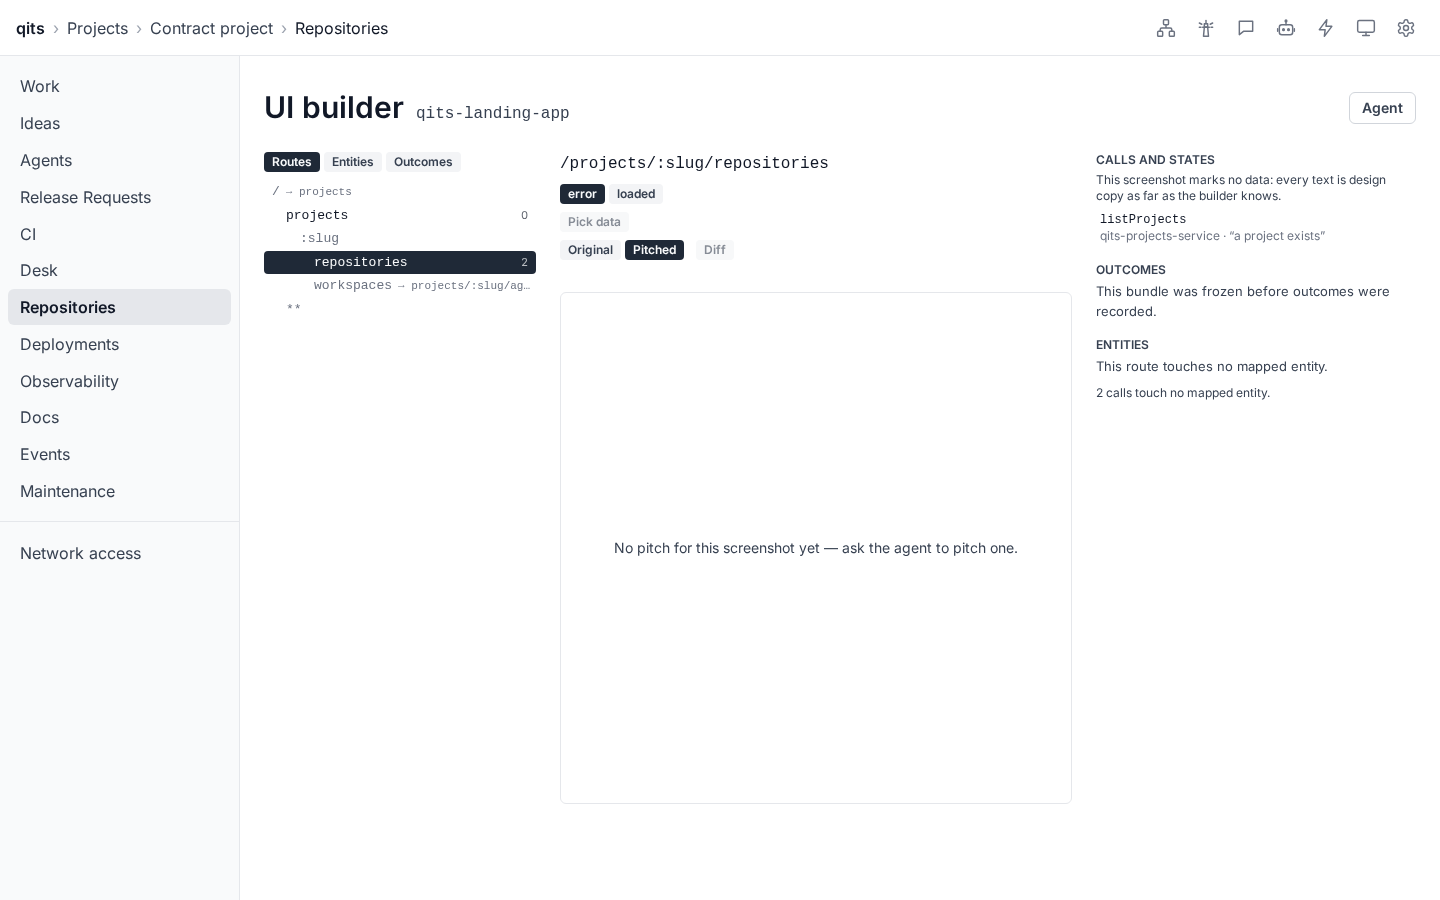 qits › Projects › Contract project › Repositories
Work
Ideas
Agents
Release Requests
CI
Desk
Repositories
Deployments
Observability
Docs
Events
Maintenance
Network access
UI builder qits-landing-app
Agent
Routes Entities Outcomes
/ → projects
projects 0
:slug
repositories 2
workspaces → projects/:slug/ag…
**
/projects/:slug/repositories
error loaded
Pick data
Original Pitched Diff
No pitch for this screenshot yet — ask the agent to pitch one.
CALLS AND STATES
This screenshot marks no data: every text is design
copy as far as the builder knows.
listProjects
qits-projects-service · “a project exists”
OUTCOMES
This bundle was frozen before outcomes were
recorded.
ENTITIES
This route touches no mapped entity.
2 calls touch no mapped entity.